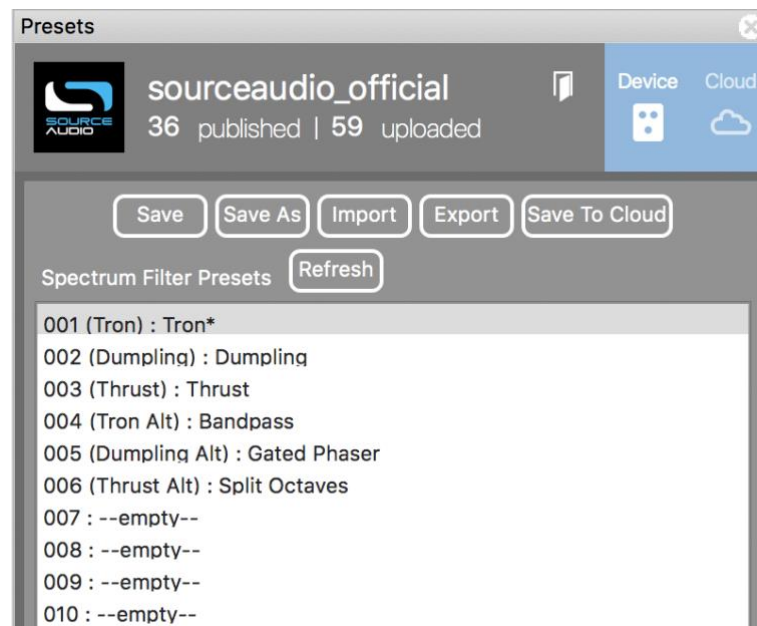 Presets
SOURCE
AUDIO
sourceaudio_official
36 published | 59 uploaded
Device
Cloud
Save
Save As
Import
Export
Save To Cloud
Spectrum Filter Presets
Refresh
001 (Tron) : Tron*
002 (Dumpling) : Dumpling
003 (Thrust) : Thrust
004 (Tron Alt) : Bandpass
005 (Dumpling Alt) : Gated Phaser
006 (Thrust Alt) : Split Octaves
007 : --empty--
008 : --empty--
009 : --empty--
010 : --empty--